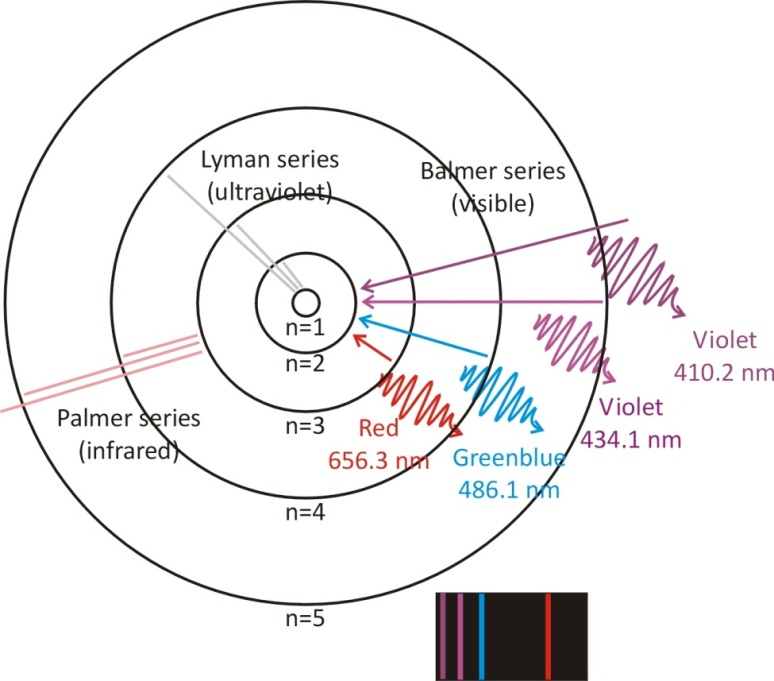 Lyman series
(ultraviolet)
Balmer series
(visible)
n=1
n=2
n=3
n=4
n=5
Palmer series
(infrared)
Red
656.3 nm
Greenblue
486.1 nm
Violet
434.1 nm
Violet
410.2 nm